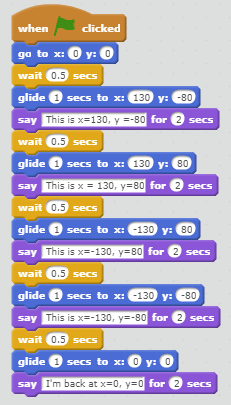 when clicked
go to x: 0 y: 0
wait 0.5 secs
glide 1 secs to x: 130 y: -80
say This is x=130, y =-80 for 2 secs
wait 0.5 secs
glide 1 secs to x: 130 y: 80
say This is x = 130, y=80 for 2 secs
wait 0.5 secs
glide 1 secs to x: -130 y: 80
say This is x=-130, y=80 for 2 secs
wait 0.5 secs
glide 1 secs to x: -130 y: -80
say This is x=-130, y=-80 for 2 secs
wait 0.5 secs
glide 1 secs to x: 0 y: 0
say I'm back at x=0, y=0 for 2 secs